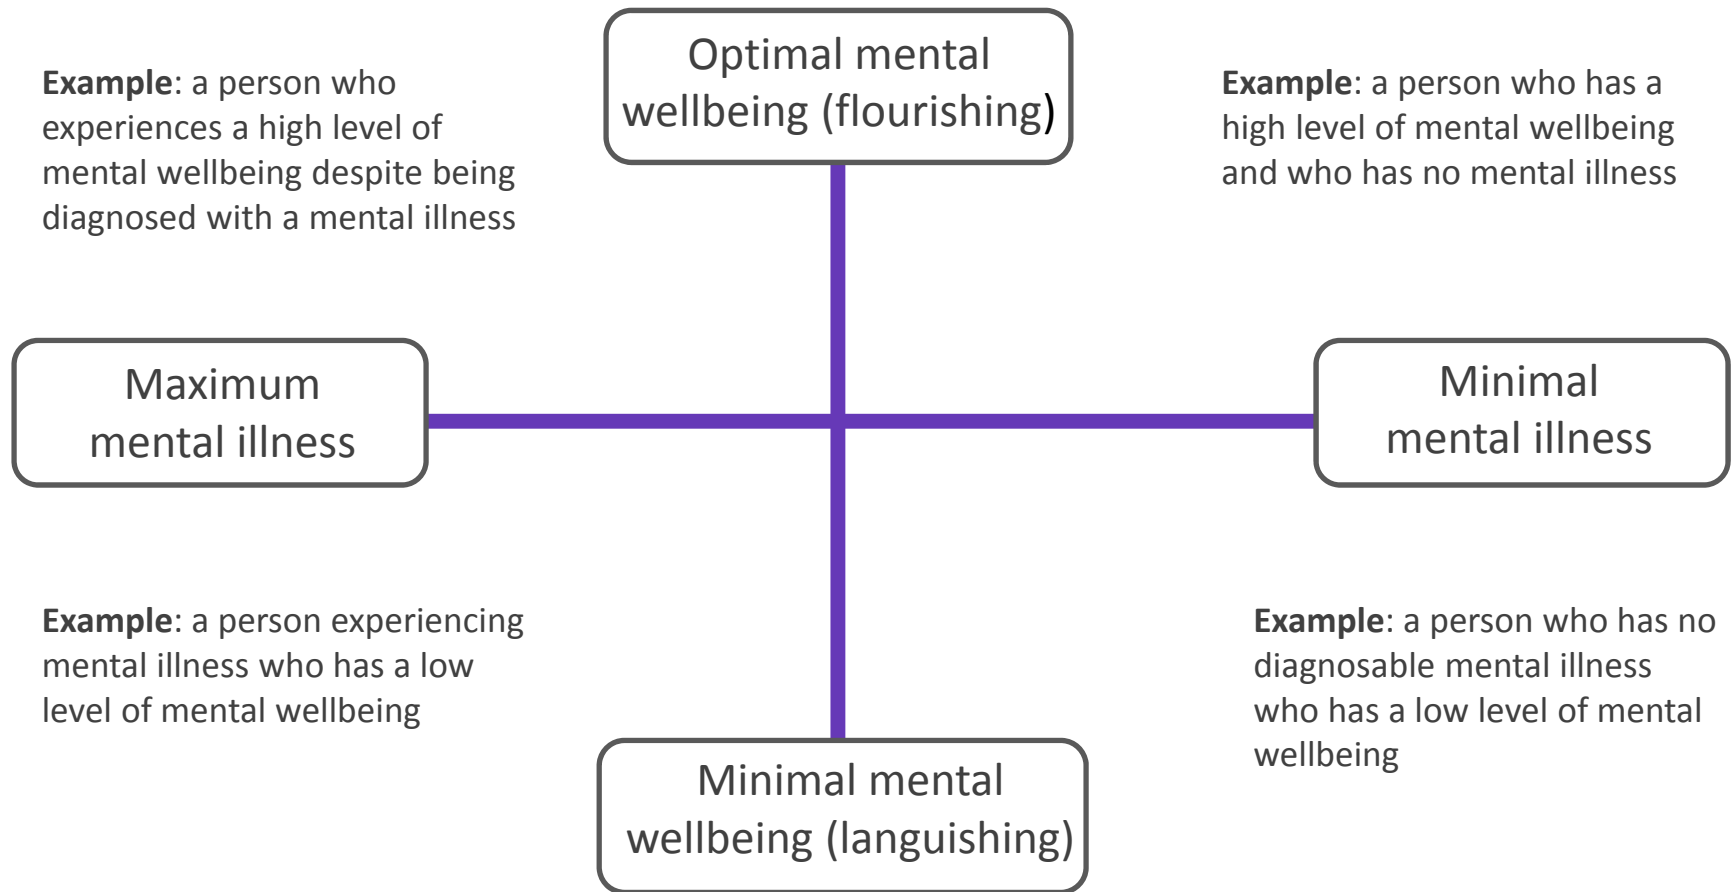 Optimal mental
wellbeing (flourishing)
Example: a person who
experiences a high level of
mental wellbeing despite being
diagnosed with a mental illness
Example: a person who has a
high level of mental wellbeing
and who has no mental illness
Maximum
mental illness
Minimal
mental illness
Example: a person experiencing
mental illness who has a low
level of mental wellbeing
Example: a person who has no
diagnosable mental illness
who has a low level of mental
wellbeing
Minimal mental
wellbeing (languishing)